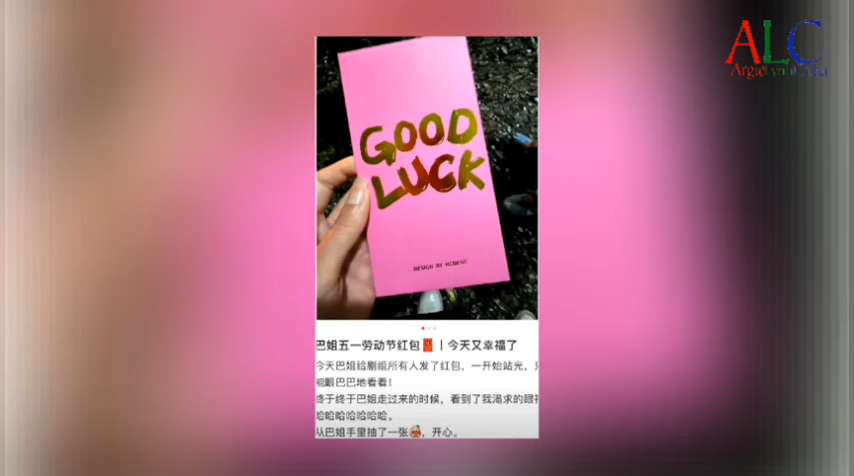 ALC
GOOD
LUCK
DESIGN BY
巴姐五一劳动节红包🧧丨今天又幸福了
今天巴姐给剧组所有人发了红包，一开始站光，
眼巴巴地看看！
终于终于巴姐走过来的时候，看到了我渴求的眼
哈哈哈哈哈哈哈。
从巴姐手里抽了一张，开心。